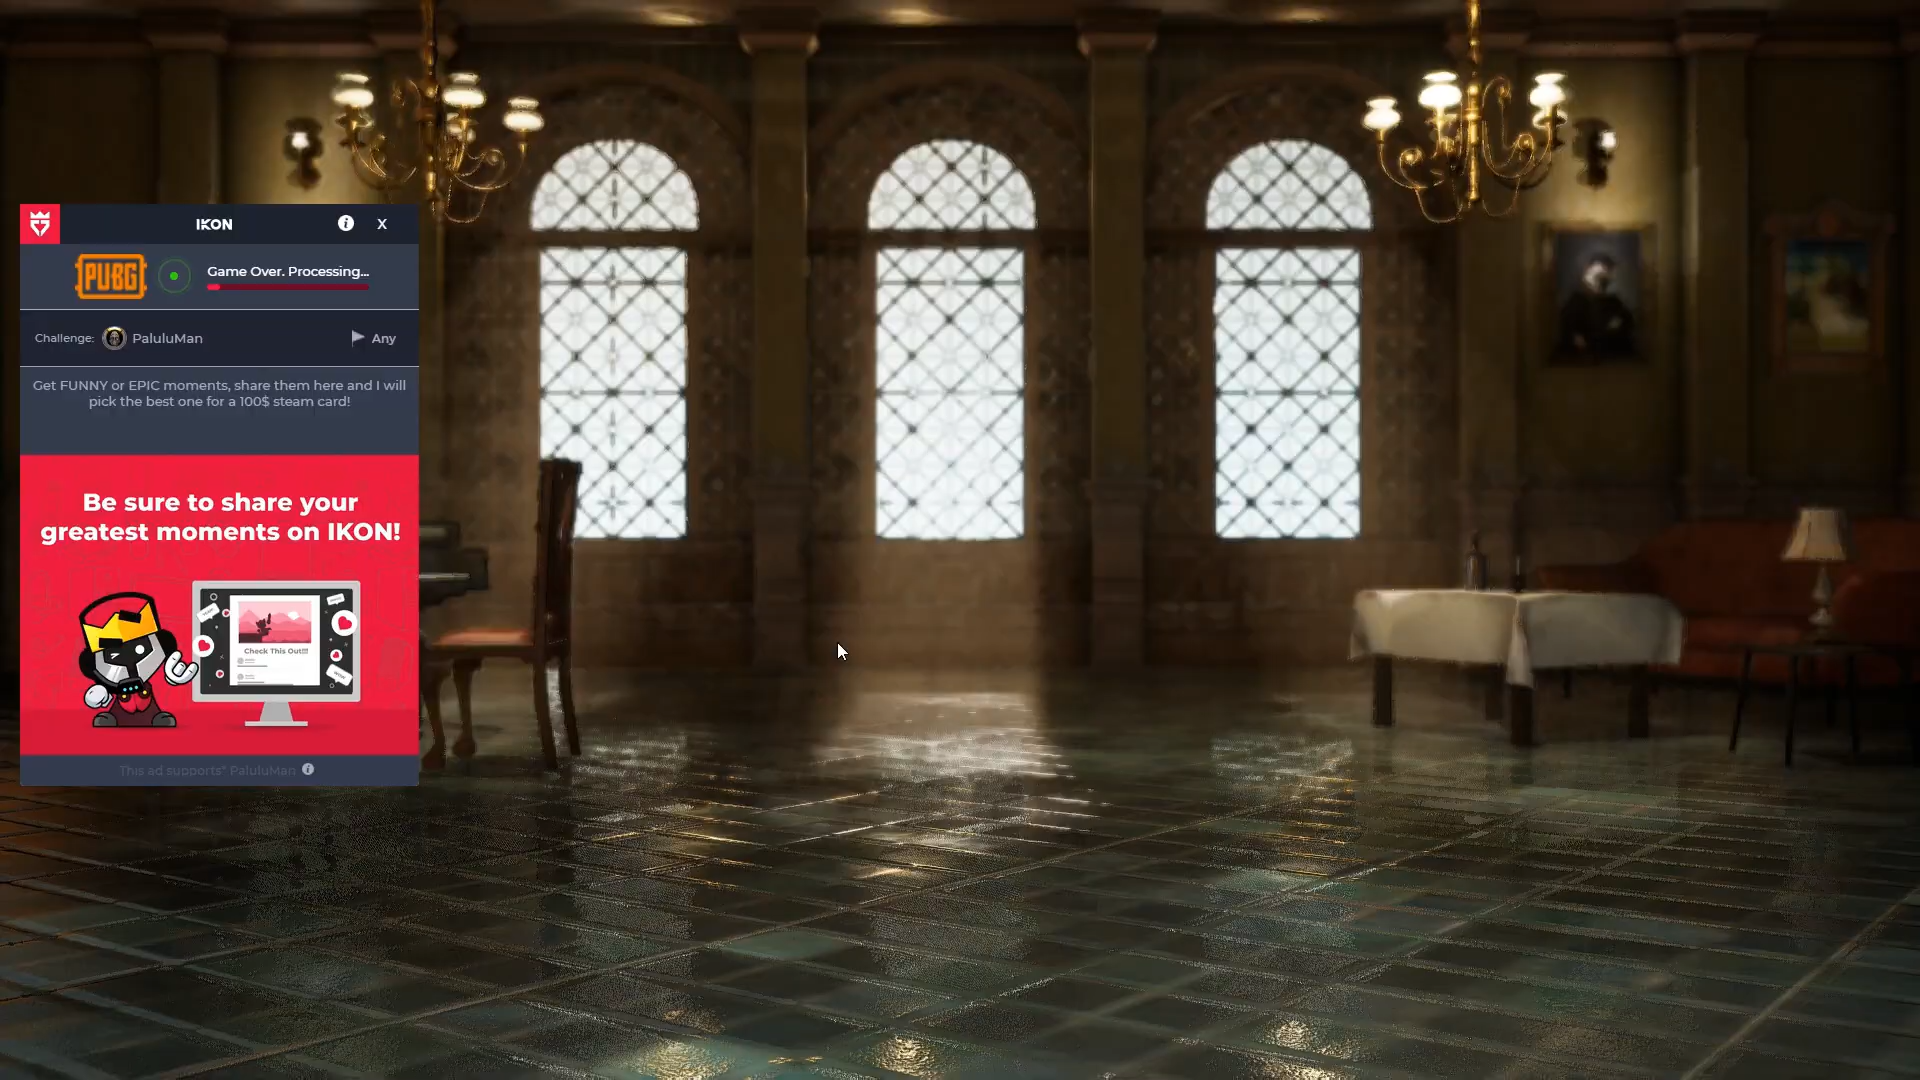 IKON
X
PUBG
Game Over. Processing...
Challenge: PaluluMan
Any
Get FUNNY or EPIC moments, share them here and I will
pick the best one for a 100$ steam card!
Be sure to share your
greatest moments on IKON!
Check This Out!!!
This ad supports* PaluluMan